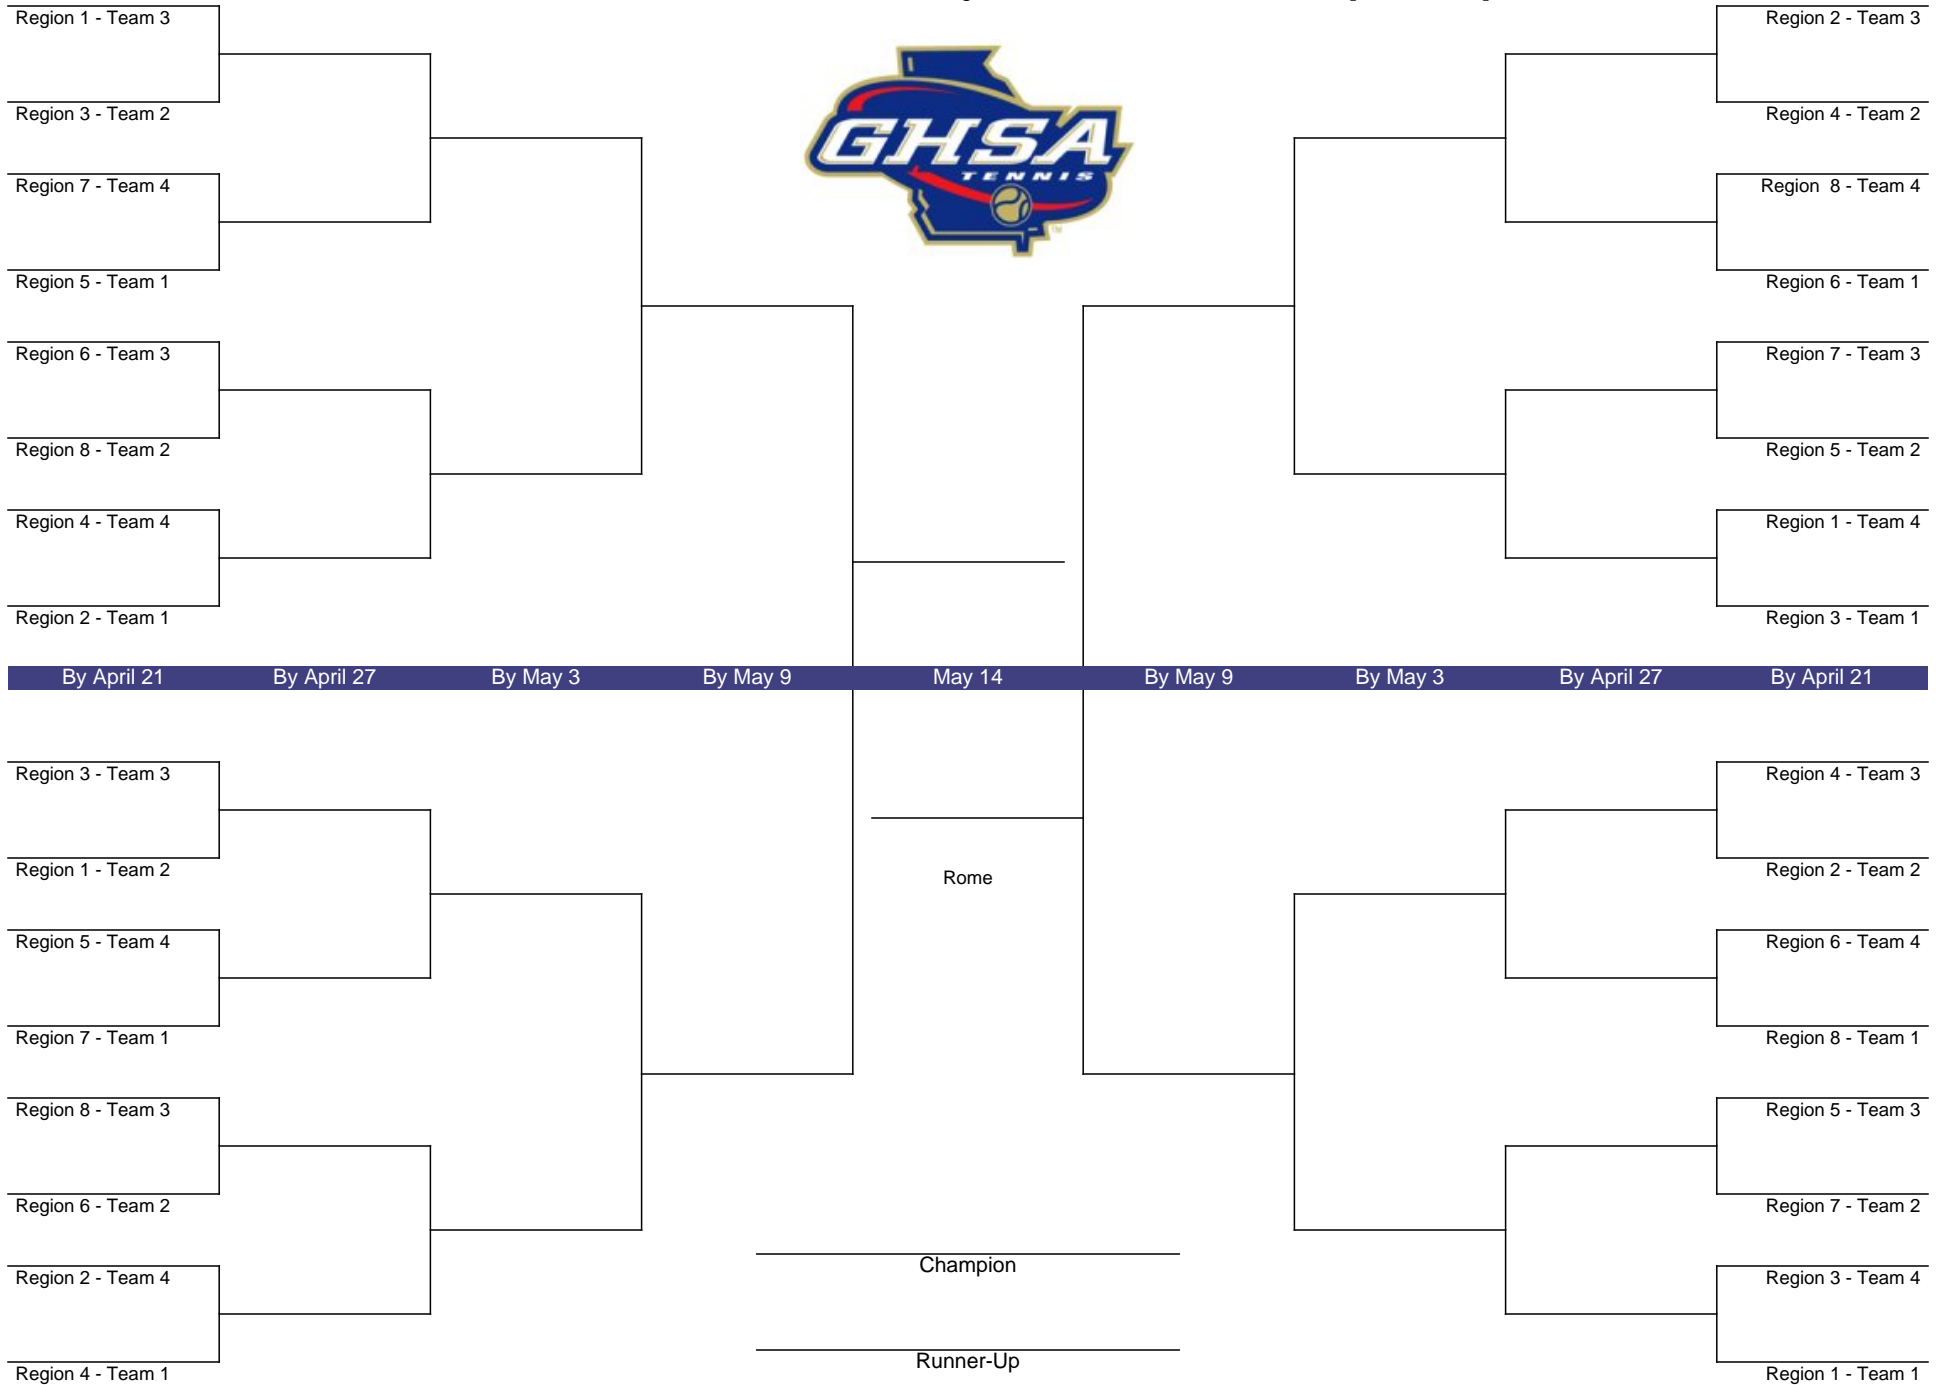 Region 1 - Team 3
Region 3 - Team 2
Region 7 - Team 4
Region 5 - Team 1
Region 6 - Team 3
Region 8 - Team 2
Region 4 - Team 4
Region 2 - Team 1
GHSA
TENNIS
TM
Region 2 - Team 3
Region 4 - Team 2
Region  8 - Team 4
Region 6 - Team 1
Region 7 - Team 3
Region 5 - Team 2
Region 1 - Team 4
Region 3 - Team 1
By April 21 By April 27 By May 3 By May 9 May 14 By May 9 By May 3 By April 27 By April 21
Region 3 - Team 3
Region 1 - Team 2
Region 5 - Team 4
Region 7 - Team 1
Region 8 - Team 3
Region 6 - Team 2
Region 2 - Team 4
Region 4 - Team 1
Rome
Champion
Runner-Up
Region 4 - Team 3
Region 2 - Team 2
Region 6 - Team 4
Region 8 - Team 1
Region 5 - Team 3
Region 7 - Team 2
Region 3 - Team 4
Region 1 - Team 1